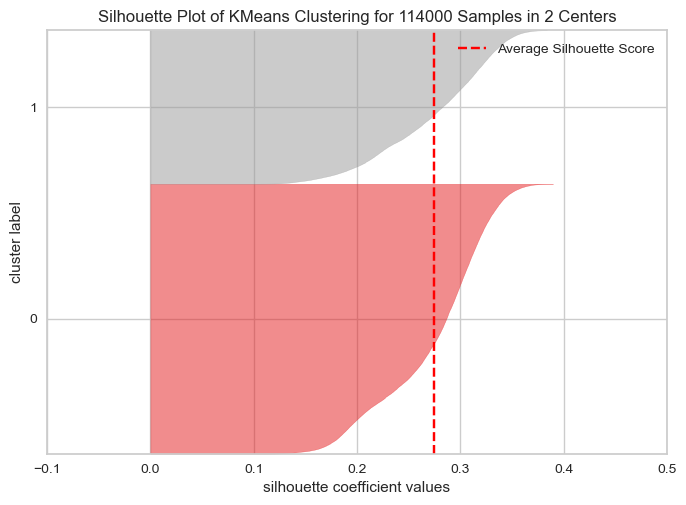 Silhouette Plot of KMeans Clustering for 114000 Samples in 2 Centers
Average Silhouette Score
1
0
cluster label
−0.1 0.0 0.1 0.2 0.3 0.4 0.5
silhouette coefficient values